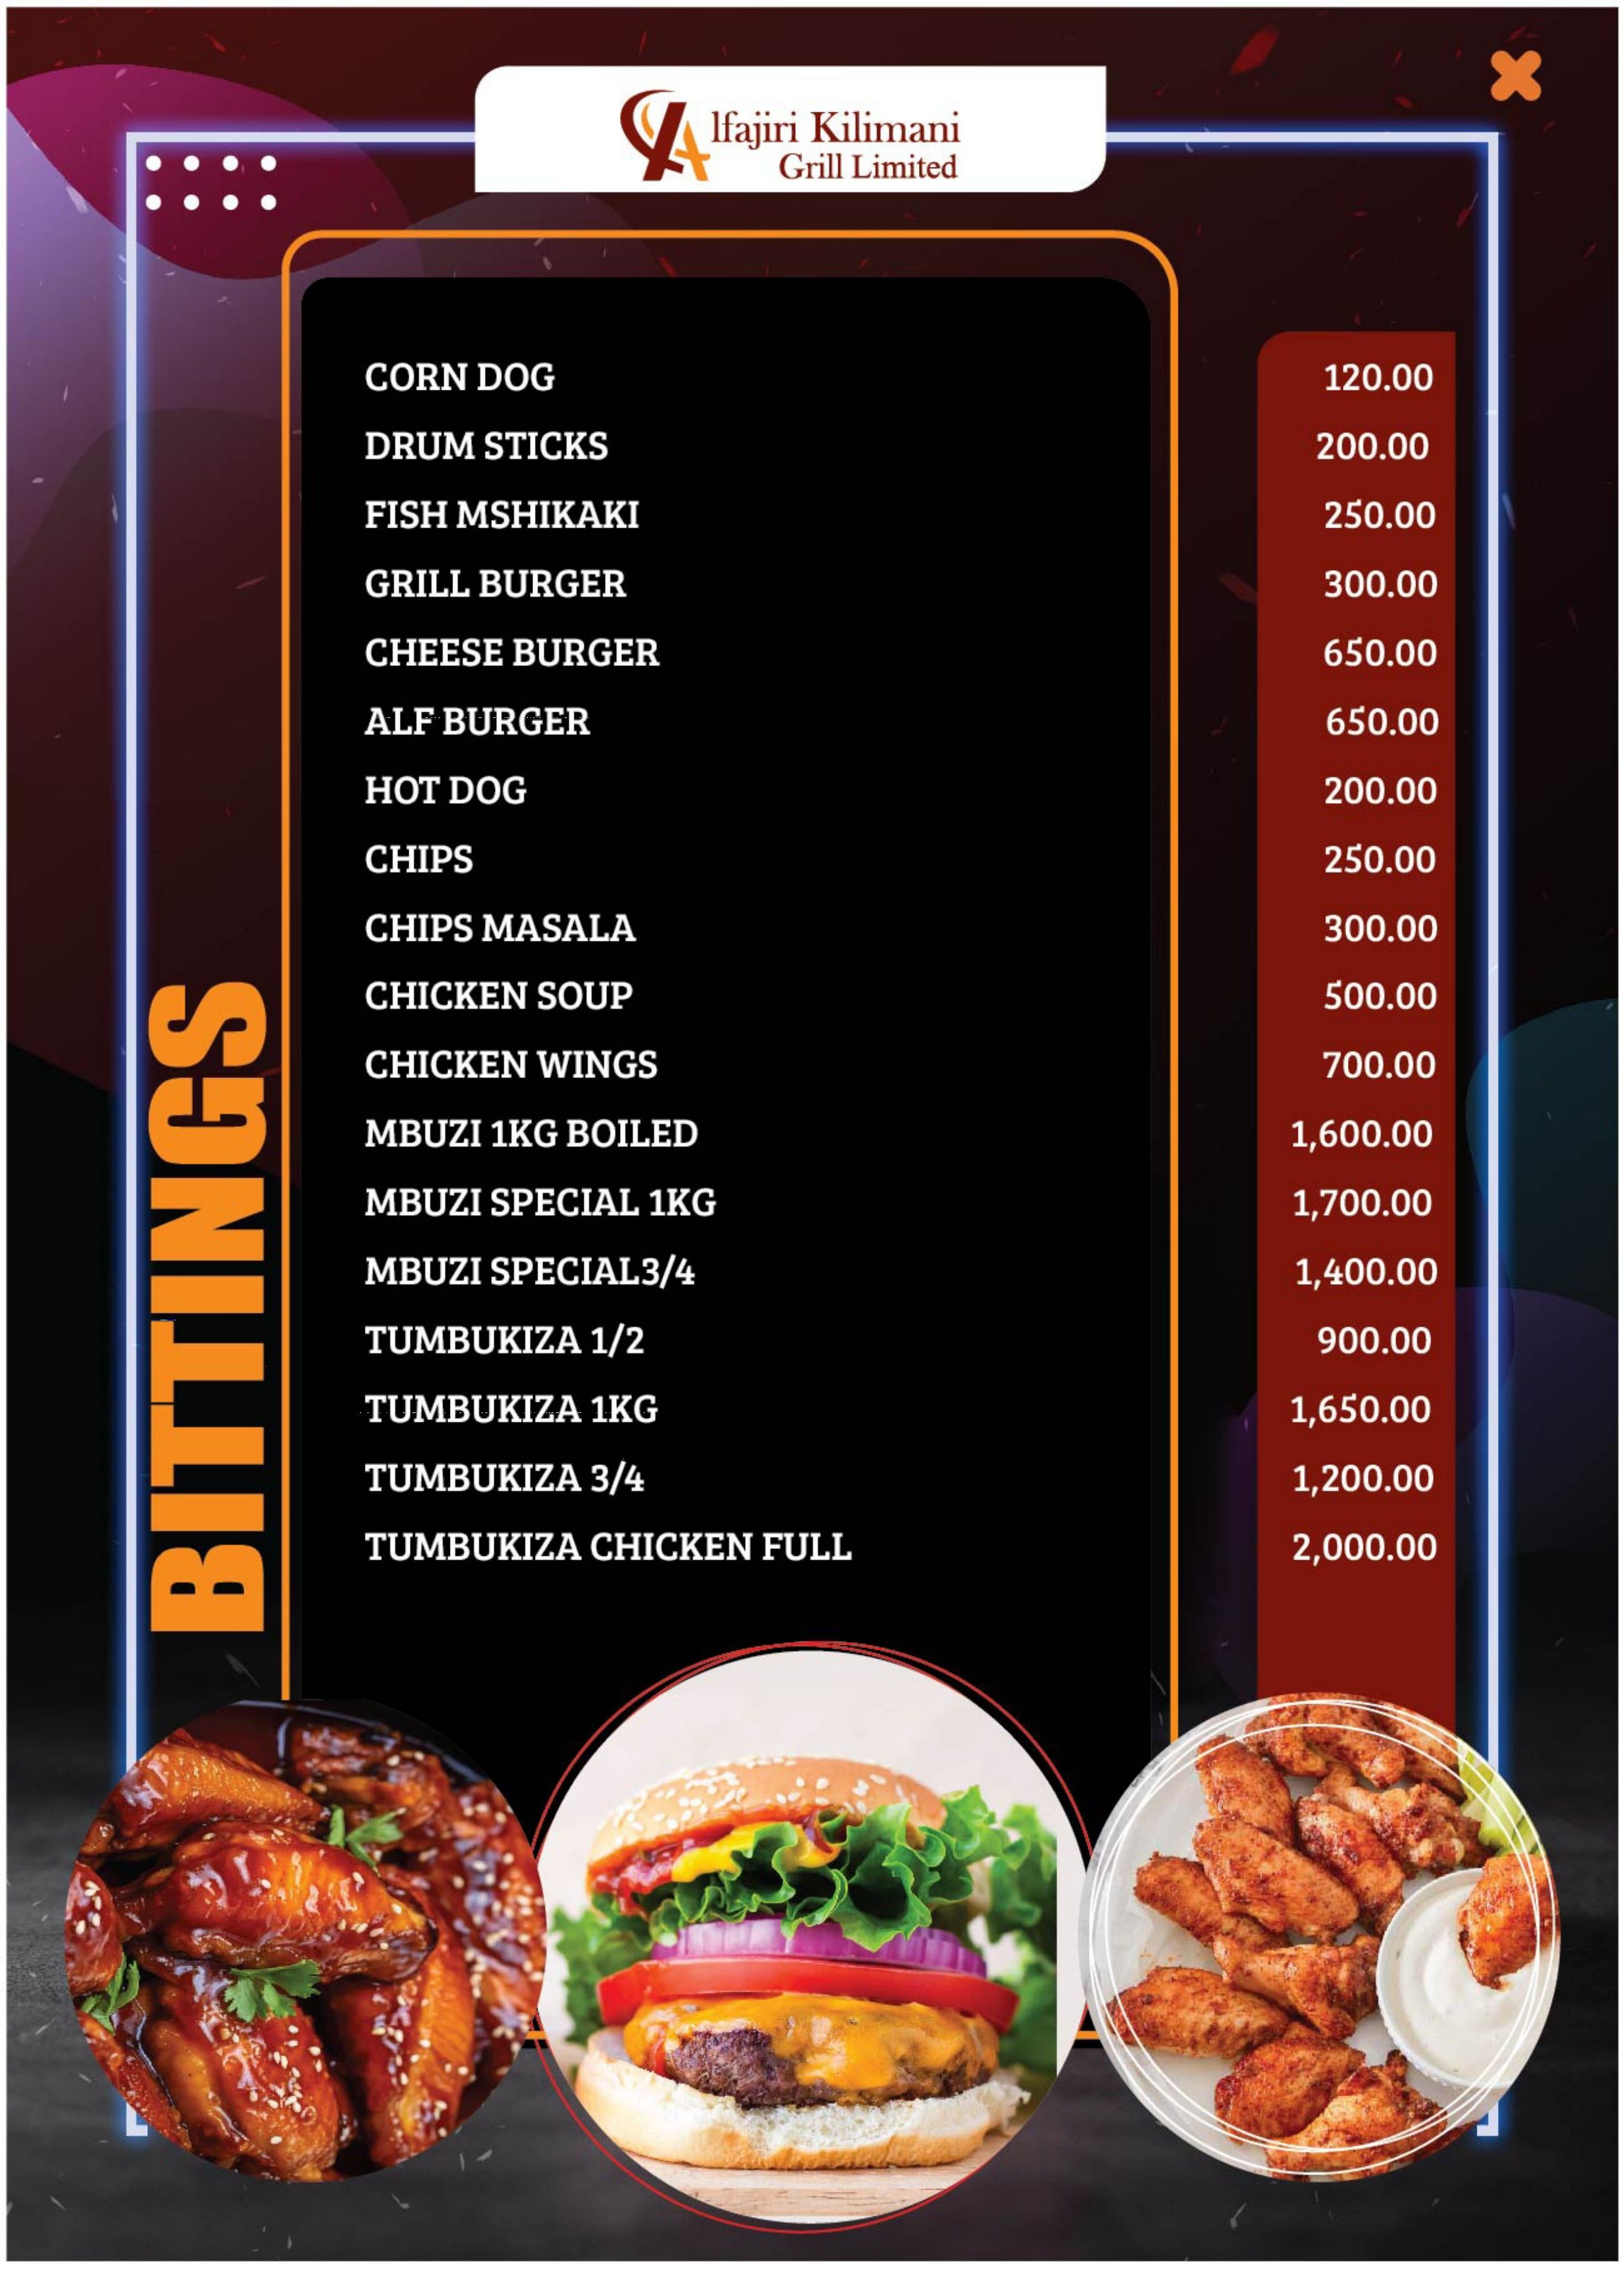 Alfajiri Kilimani
Grill Limited
BITTINGS
CORN DOG 120.00
DRUM STICKS 200.00
FISH MSHIKAKI 250.00
GRILL BURGER 300.00
CHEESE BURGER 650.00
ALF BURGER 650.00
HOT DOG 200.00
CHIPS 250.00
CHIPS MASALA 300.00
CHICKEN SOUP 500.00
CHICKEN WINGS 700.00
MBUZI 1KG BOILED 1,600.00
MBUZI SPECIAL 1KG 1,700.00
MBUZI SPECIAL3/4 1,400.00
TUMBUKIZA 1/2 900.00
TUMBUKIZA 1KG 1,650.00
TUMBUKIZA 3/4 1,200.00
TUMBUKIZA CHICKEN FULL 2,000.00